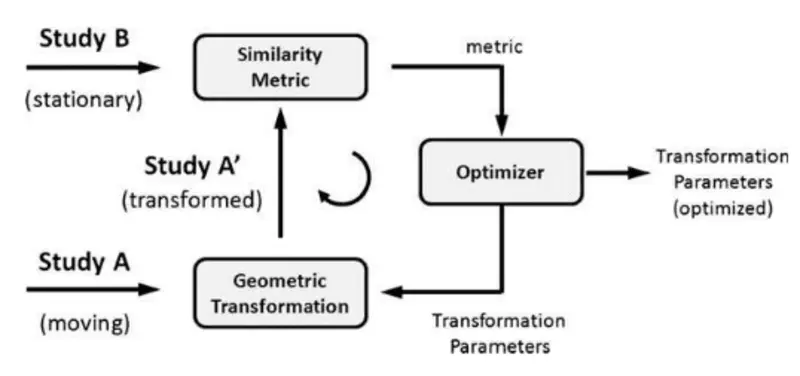 Study B
(stationary)
Similarity
Metric
metric
Study A’
(transformed)
Optimizer
Transformation
Parameters
(optimized)
Study A
(moving)
Geometric
Transformation
Transformation
Parameters